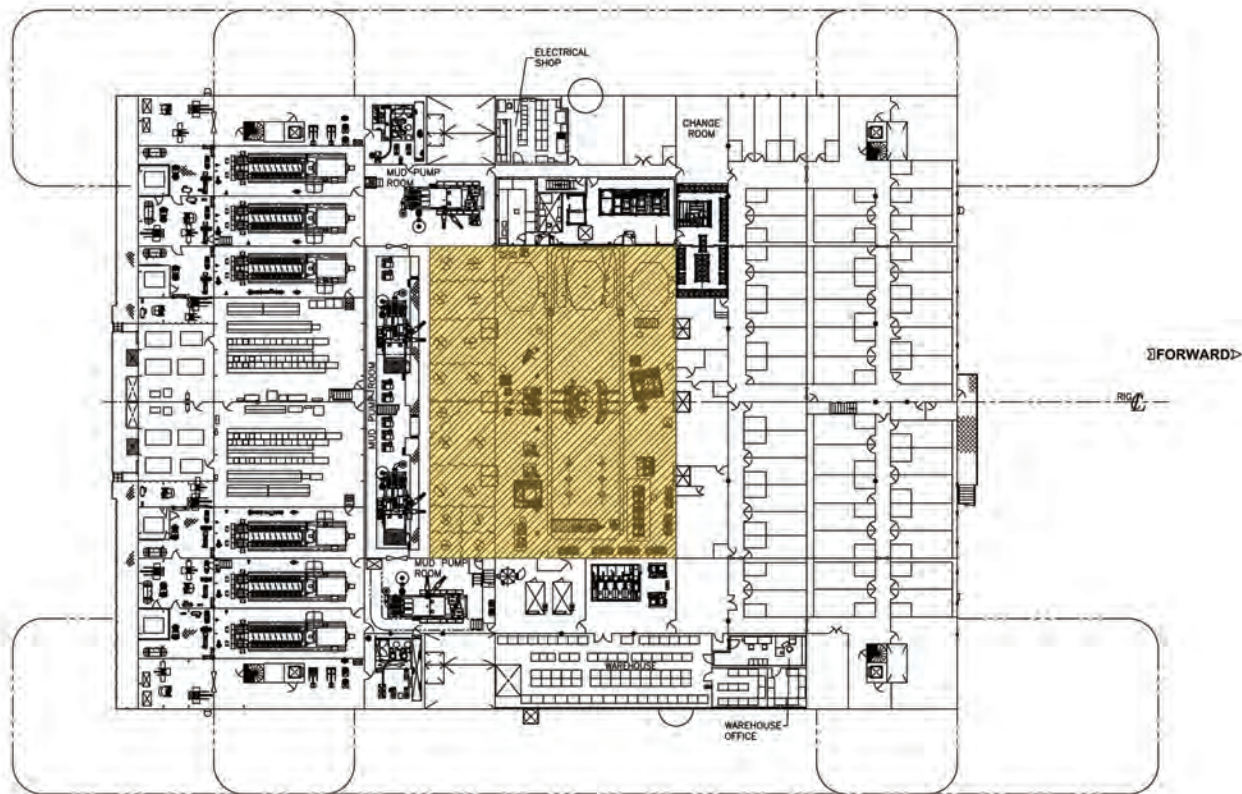 ELECTRICAL
SHOP
CHANGE
ROOM
MUD PUMP
ROOM
FORWARD
RIG
MUD PUMP ROOM
MUD PUMP
ROOM
WAREHOUSE
WAREHOUSE
OFFICE